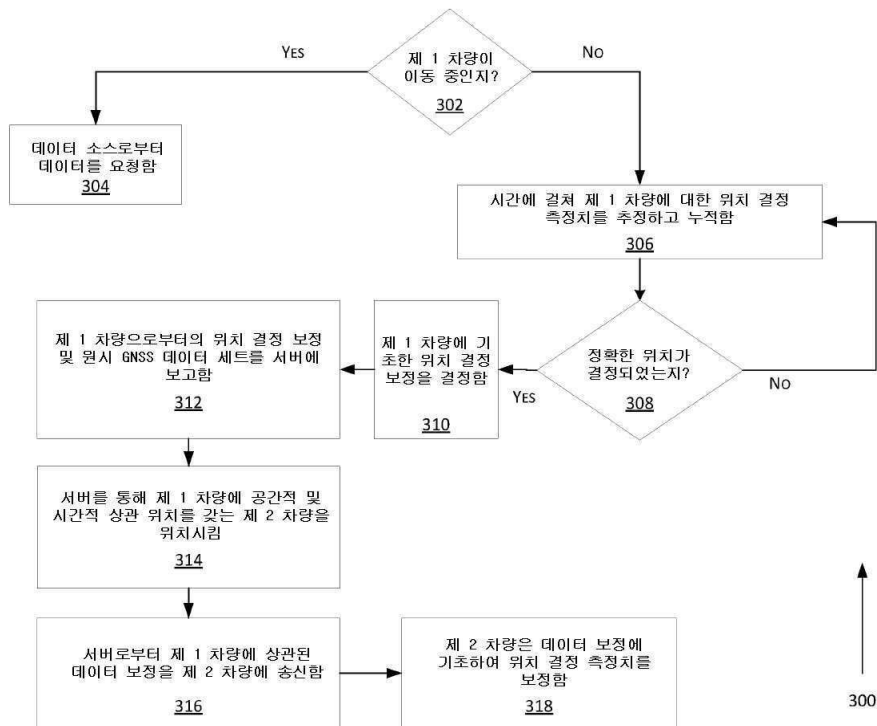 YES
NO
제 1 차량이
이동 중인지?
302
데이터 소스로부터
데이터를 요청함
304
시간에 걸쳐 제 1 차량에 대한 위치 결정
측정치를 추정하고 누적함
306
정확한 위치가
결정되었는지?
308
YES
NO
제 1 차량에 기
초한 위치 결정
보정을 결정함
310
제 1 차량으로부터의 위치 결정 보정
및 원시 GNSS 데이터 세트를 서버에
보고함
312
서버를 통해 제 1 차량에 공간적 및
시간적 상관 위치를 갖는 제 2 차량을
위치시킴
314
서버로부터 제 1 차량에 상관된
데이터 보정을 제 2 차량에 송신함
316
제 2 차량은 데이터 보정에
기초하여 위치 결정 측정치를
보정함
318
300